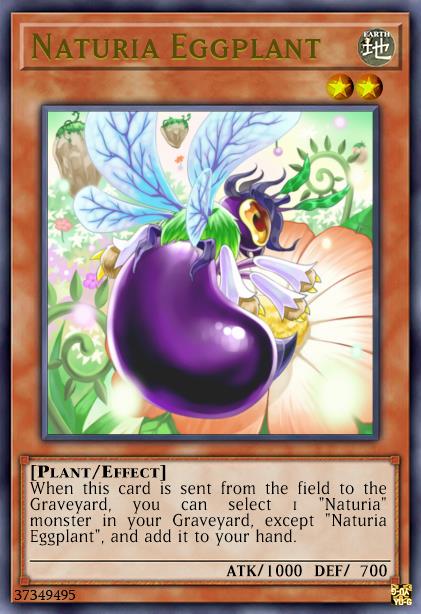 NATURIA EGGPLANT
EARTH
地
[PLANT/EFFECT]
When this card is sent from the field to the
Graveyard, you can select 1 "Naturia"
monster in your Graveyard, except "Naturia
Eggplant", and add it to your hand.
ATK/1000 DEF/ 700
37349495